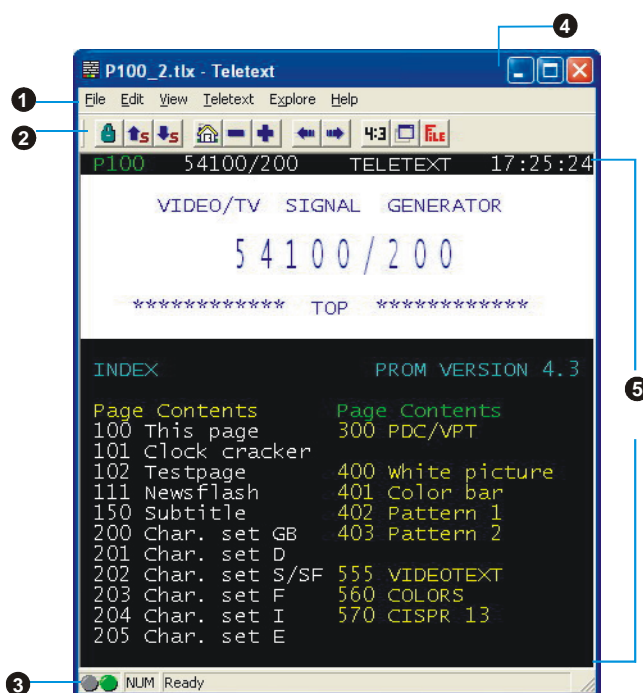 4
P100_2.tlx - Teletext
1
File Edit View Teletext Explore Help
2
S S 4:3 FILE
P100 54100/200 TELETEXT 17:25:24
VIDEO/TV SIGNAL GENERATOR
54100/200
************ TOP ************
INDEX PROM VERSION 4.3
5
Page Contents Page Contents
100 This page 300 PDC/VPT
101 Clock cracker
102 Testpage 400 White picture
111 Newsflash 401 Color bar
150 Subtitle 402 Pattern 1
200 Char. set GB 403 Pattern 2
201 Char. set D
202 Char. set S/SF 555 VIDEOTEXT
203 Char. set F 560 COLORS
204 Char. set I 570 CISPR 13
205 Char. set E
3
NUM Ready